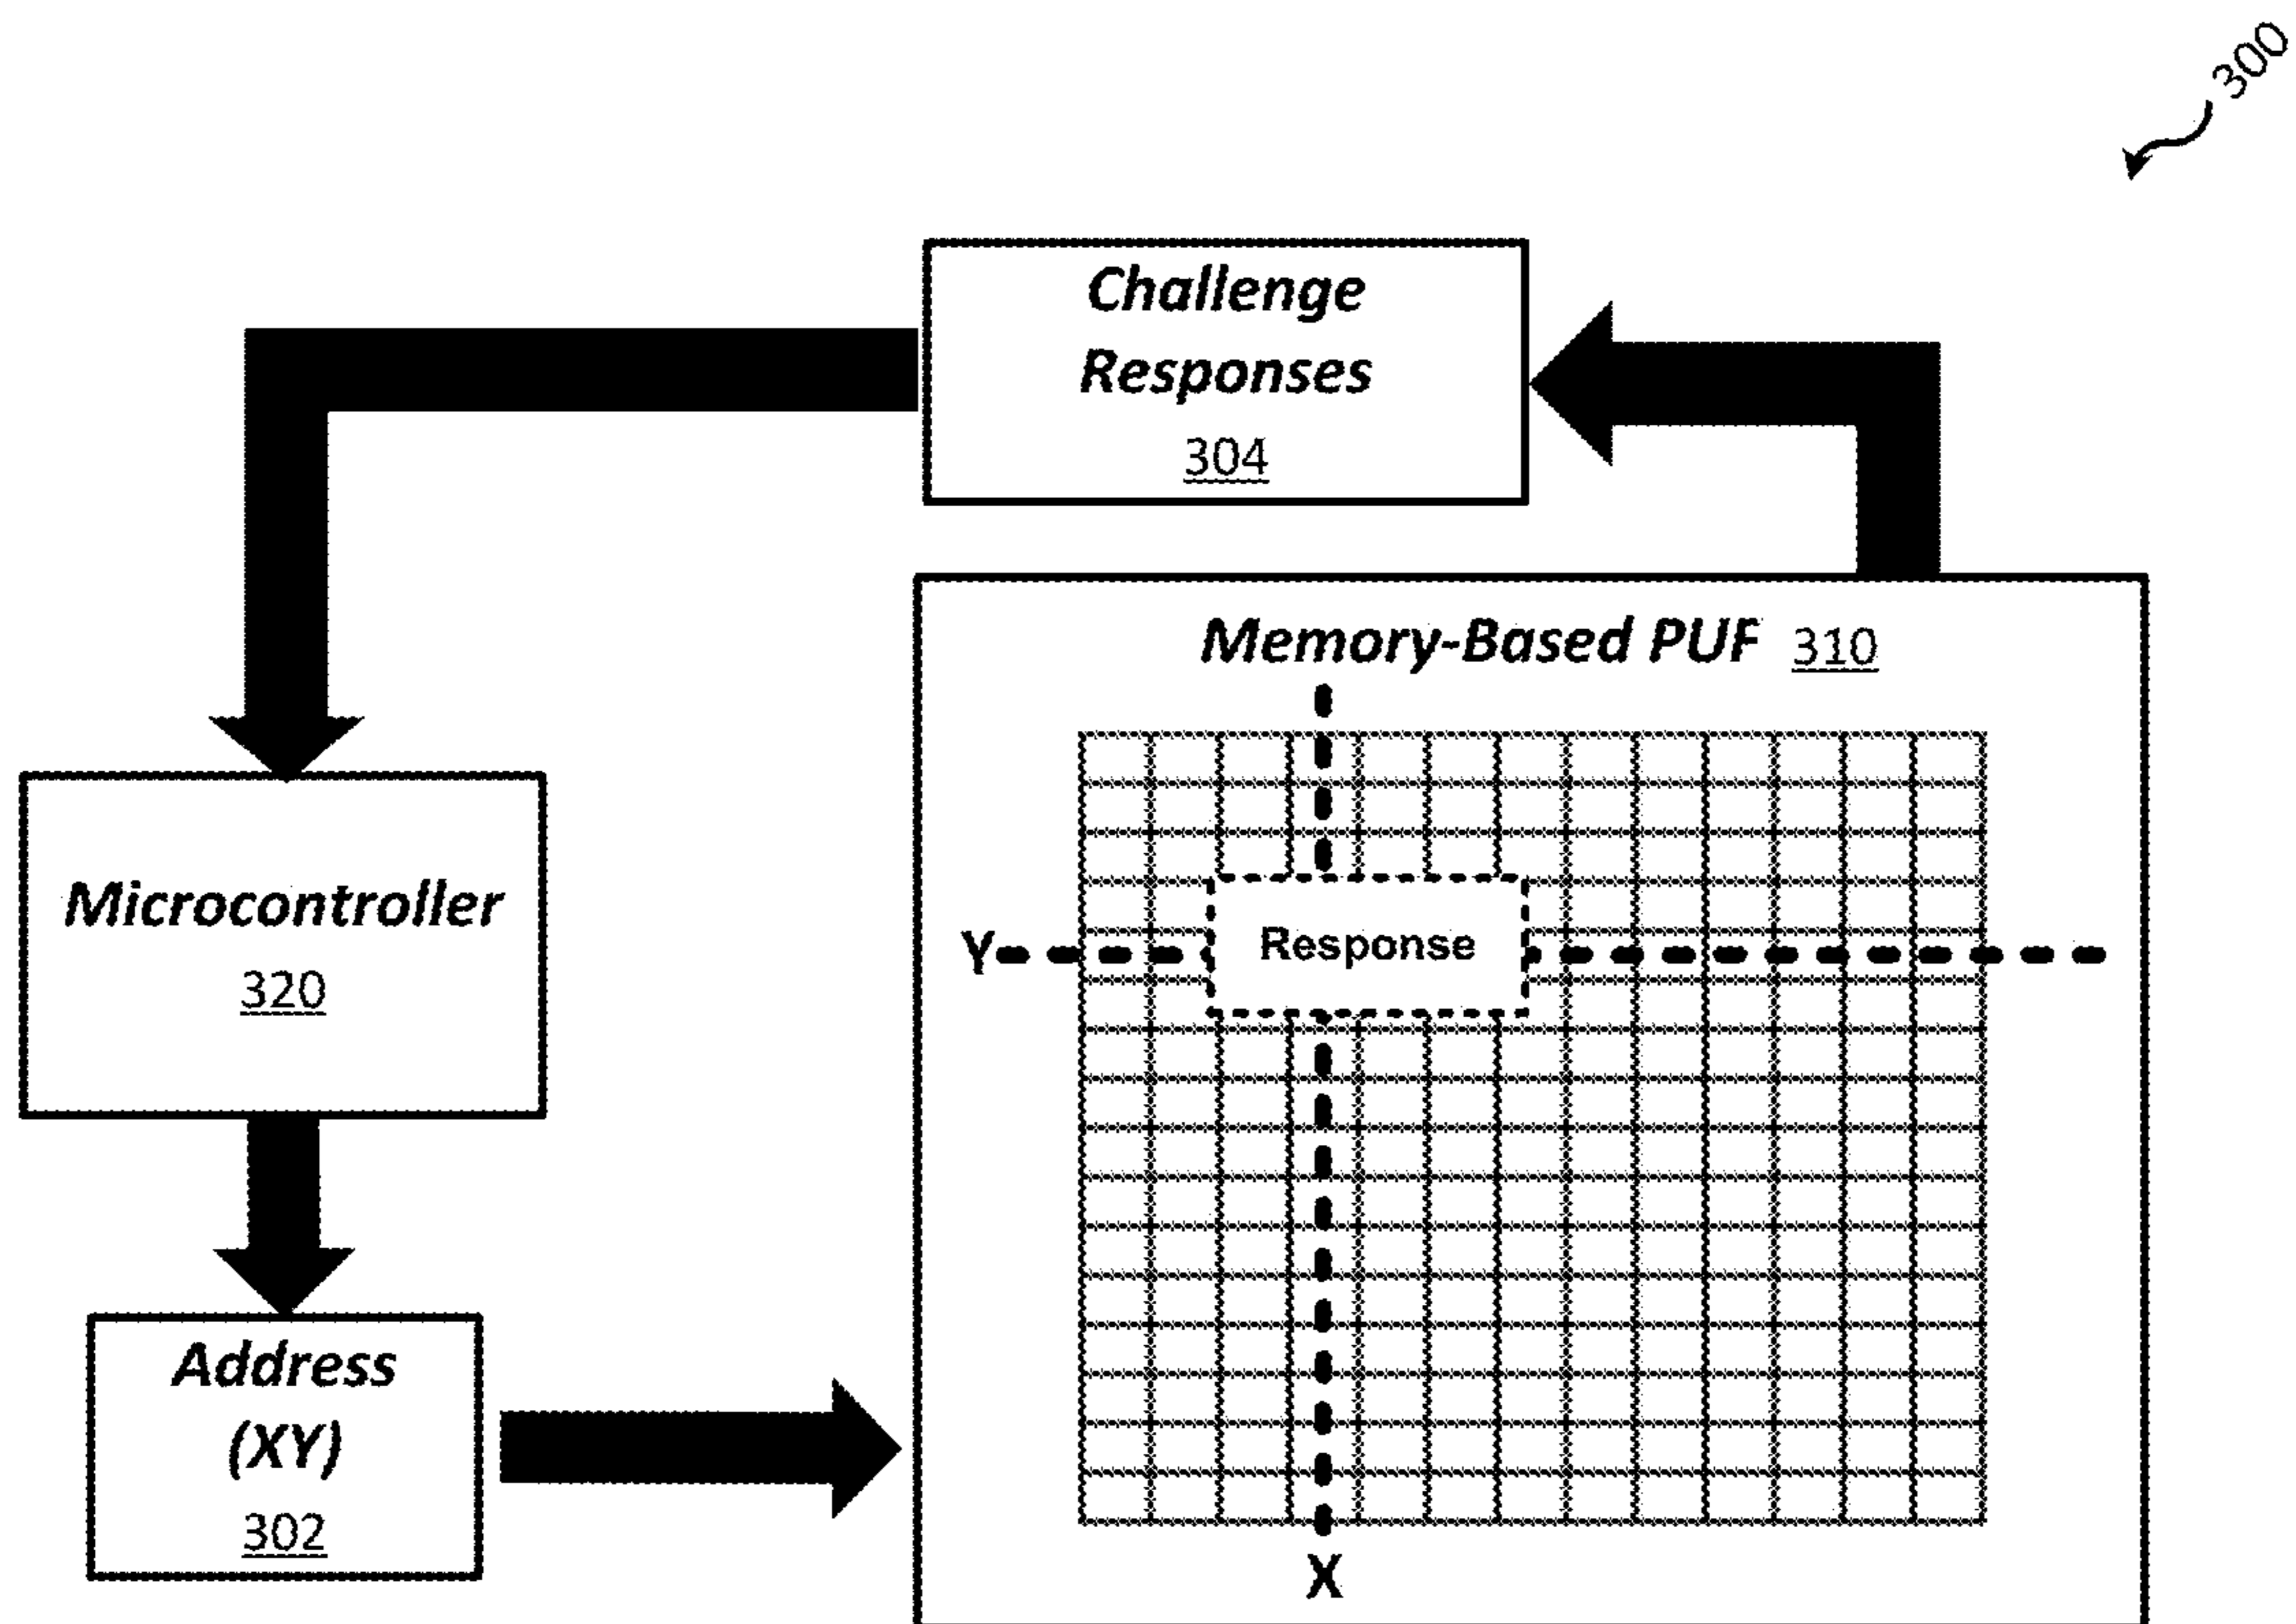 300
Challenge
Responses
304
Memory-Based PUF 310
Microcontroller
320
Y
Response
Address
(XY)
302
X